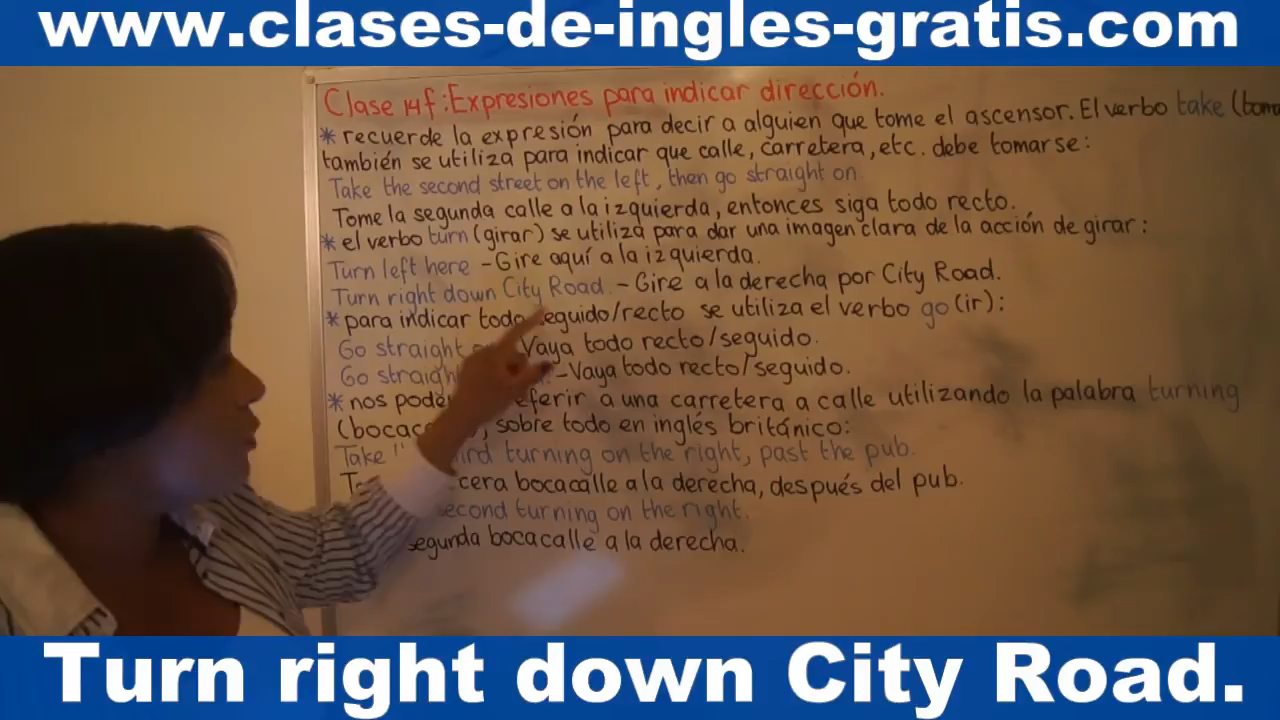 www.clases-de-ingles-gratis.com
Clase 14f: Expresiones para indicar dirección.
* recuerde la expresión para decir a alguien que tome el ascensor. El verbo take
también se utiliza para indicar que calle, carretera, etc. debe tomarse:
Take the second street on the left, then go straight on.
Tome la segunda calle a la izquierda, entonces siga todo recto.
* el verbo turn (girar) se utiliza para dar una imagen clara de la acción de girar:
Turn left here - Gire aquí a la izquierda.
Turn right down City Road. - Gire a la derecha por City Road.
* para indicar todo seguido/recto se utiliza el verbo go (ir):
Go straight Vaya todo recto/seguido.
Go straight - Vaya todo recto/seguido.
* nos a una carretera a calle utilizando la palabra turning
sobre todo en inglés británico:
Take turning on the right, past the pub.
bocacalle a la derecha, después del pub.
second turning on the right.
segunda bocacalle a la derecha.
Turn right down City Road.